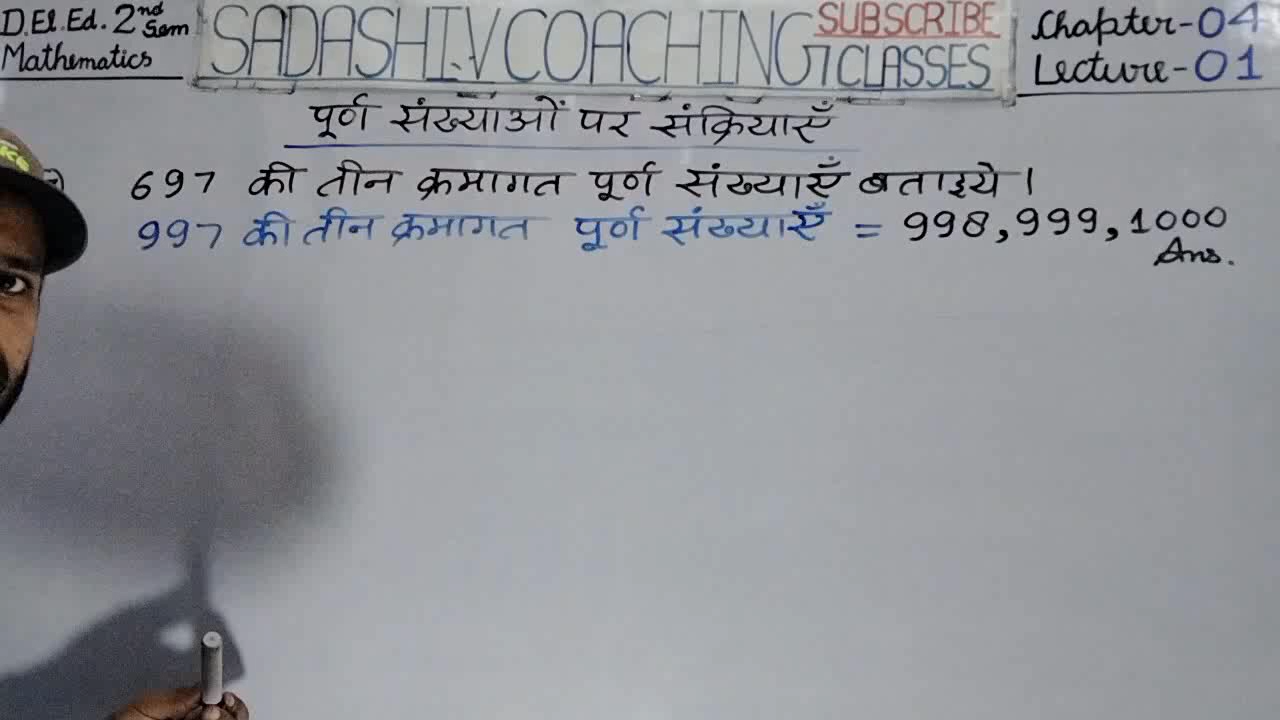 D.El.Ed. 2nd Sem
Mathematics
SADASHIV COACHING CLASSES
SUBSCRIBE
Chapter-04
Lecture-01
पूर्ण संख्याओं पर संक्रियाएँ
697 की तीन क्रमागत पूर्ण संख्याएँ बताइये।
997 की तीन क्रमागत पूर्ण संख्याएँ = 998, 999, 1000
Ans.